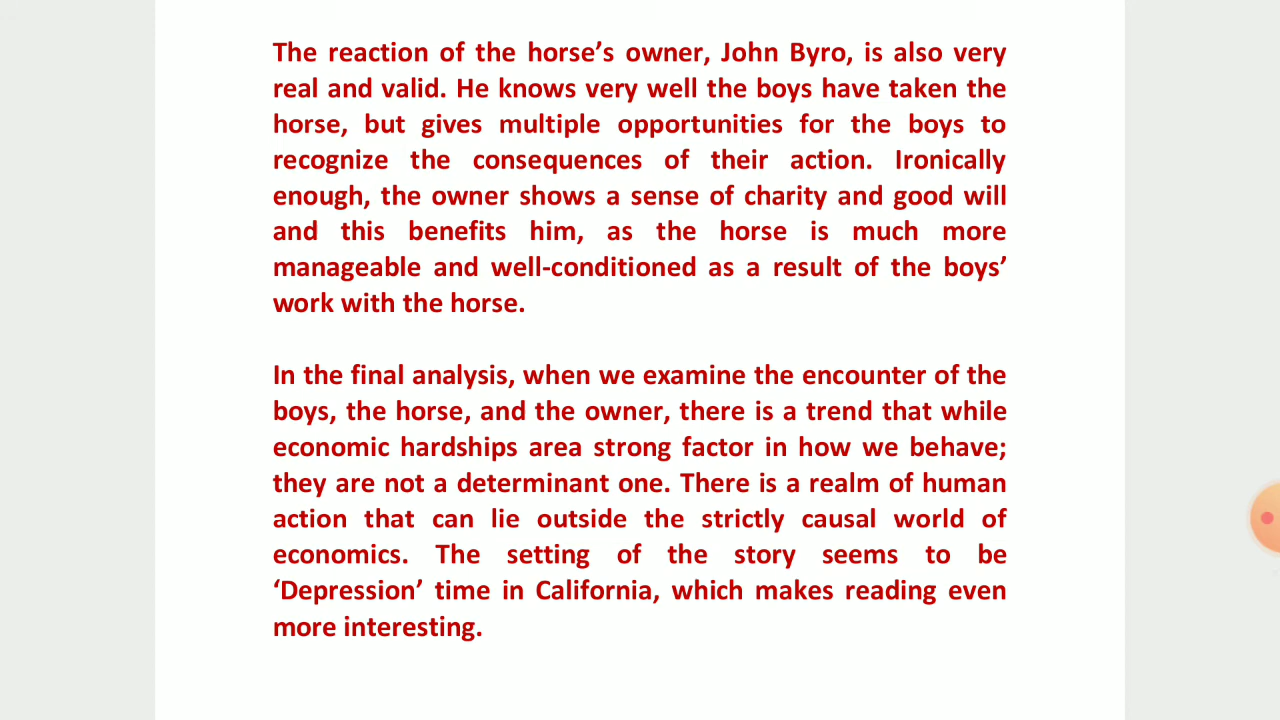 The reaction of the horse’s owner, John Byro, is also very
real and valid. He knows very well the boys have taken the
horse, but gives multiple opportunities for the boys to
recognize the consequences of their action. Ironically
enough, the owner shows a sense of charity and good will
and this benefits him, as the horse is much more
manageable and well-conditioned as a result of the boys’
work with the horse.
In the final analysis, when we examine the encounter of the
boys, the horse, and the owner, there is a trend that while
economic hardships area strong factor in how we behave;
they are not a determinant one. There is a realm of human
action that can lie outside the strictly causal world of
economics. The setting of the story seems to be
‘Depression’ time in California, which makes reading even
more interesting.